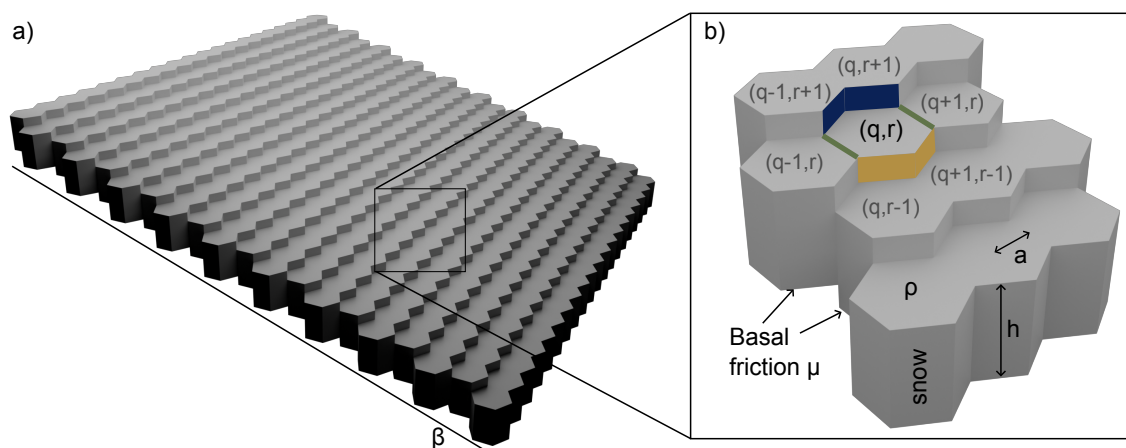 a)
β
b)
(q,r+1)
(q-1,r+1)
(q+1,r)
(q,r)
(q-1,r)
(q+1,r-1)
(q,r-1)
a
ρ
h
Basal
friction μ
snow